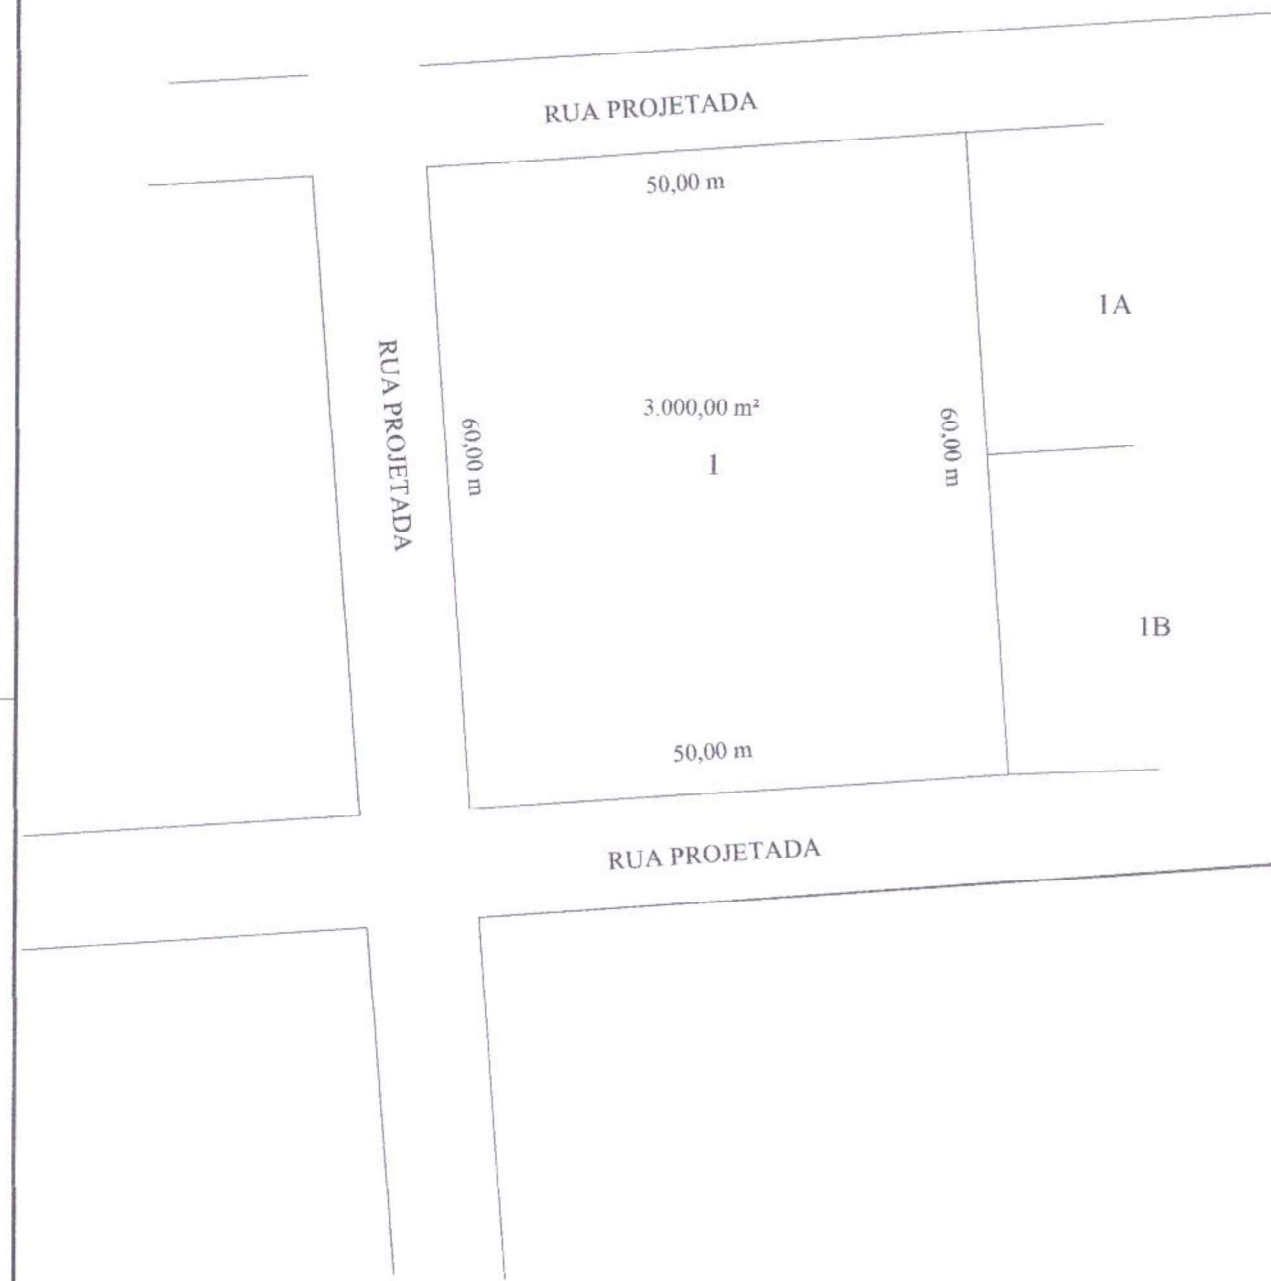 RUA PROJETADA
50,00 m
1A
RUA PROJETADA
60,00 m
3.000,00 m²
60,00 m
1
1B
50,00 m
RUA PROJETADA